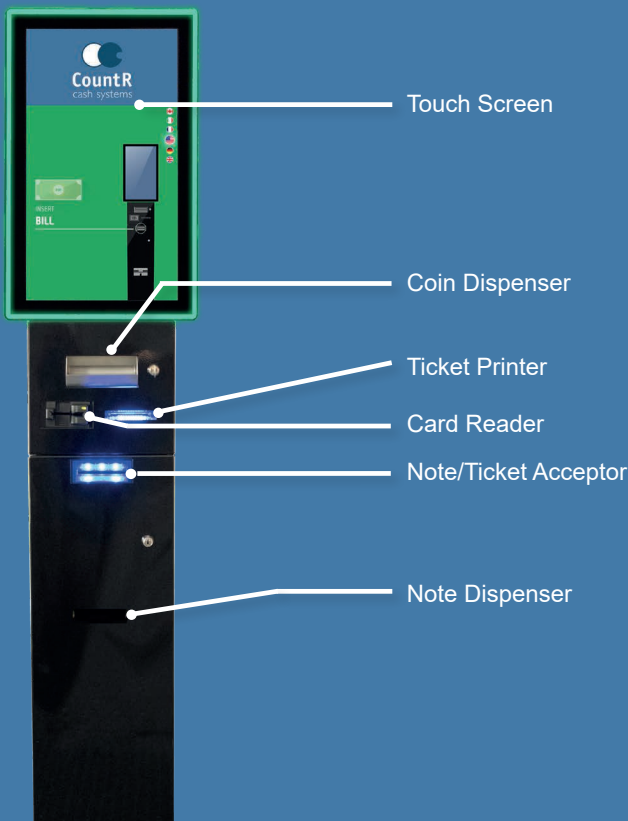 CountR
cash systems
Touch Screen
INSERT
BILL
Coin Dispenser
Ticket Printer
Card Reader
Note/Ticket Acceptor
Note Dispenser